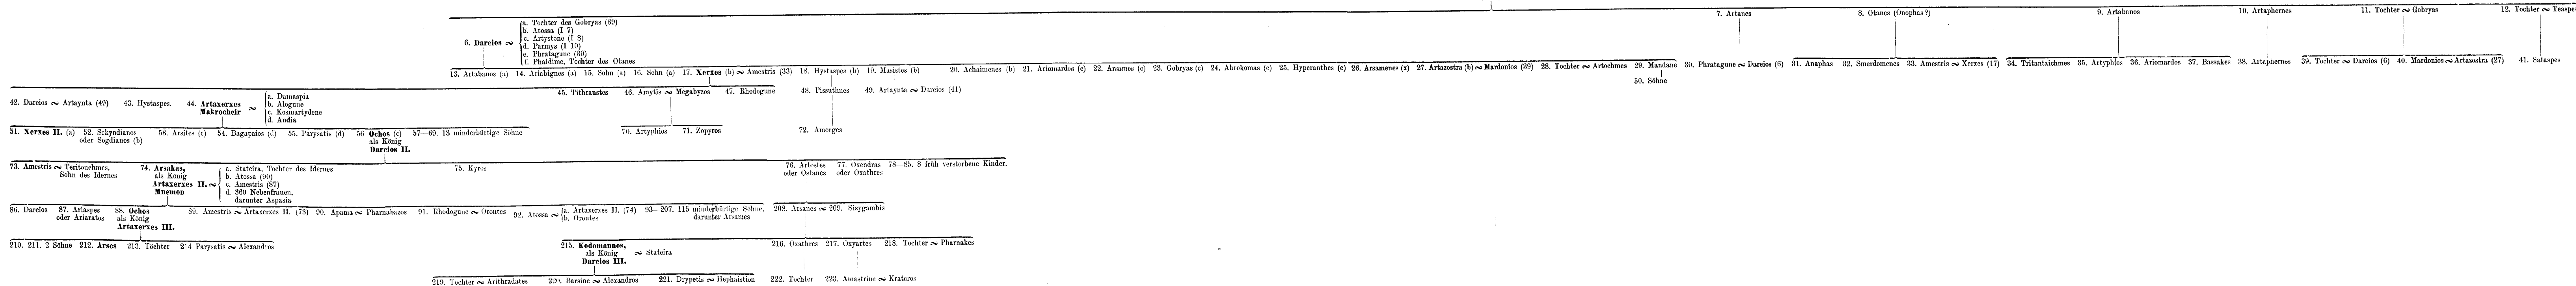 6. Dareios ∾
a. Tochter des Gobryas (39)
b. Atossa (I 7)
c. Artystone (I 8)
d. Parmys (I 10)
e. Phratagune (30)
f. Phaidime, Tochter des Otanes
7. Artanes
8. Otanes (Onophas?)
9. Artabanos
10. Artaphernes
11. Tochter ∾ Gobryas
12. Tochter ∾ Teaspes
13. Artabanos (a) 14. Ariabignes (a) 15. Sohn (a) 16. Sohn (a) 17. Xerxes (b) ∾ Amestris (33) 18. Hystaspes (b) 19. Masistes (b) 20. Achaimenes (b) 21. Ariomardos (c) 22. Arsames (c) 23. Gobryas (c) 24. Abrokomas (c) 25. Hyperanthes (e) 26. Arsamenes (x) 27. Artazostra (b) ∾ Mardonios (39) 28. Tochter ∾ Artochmes 29. Mandane 30. Phratagune ∾ Dareios (6) 31. Anaphas 32. Smerdomenes 33. Amestris ∾ Xerxes (17) 34. Tritantaichmes 35. Artyphios 36. Ariomardos 37. Bassakes 38. Artaphernes 39. Tochter ∾ Dareios (6) 40. Mardonios ∾ Artazostra (27) 41. Sataspes
50. Söhne
42. Dareios ∾ Artaynta (49) 43. Hystaspes. 44. Artaxerxes
Makrocheir ∾
a. Damaspia
b. Alogune
c. Kosmartydene
d. Andia
45. Tithraustes 46. Amytis ∾ Megabyzos 47. Rhodogune 48. Pissuthnes 49. Artaynta ∾ Dareios (41)
51. Xerxes II. (a) 52. Sekyndianos
oder Sogdianos (b)
53. Arsites (c) 54. Bagapaios (d) 55. Parysatis (d) 56 Ochos (c)
als König
Dareios II.
57—69. 13 minderbürtige Söhne
70. Artyphios 71. Zopyros 72. Amorges
73. Amestris ∾ Teritouchmes,
Sohn des Idernes
74. Arsakas,
als König
Artaxerxes II. ∾
Mnemon
a. Stateira, Tochter des Idernes
b. Atossa (90)
c. Amestris (87)
d. 360 Nebenfrauen,
darunter Aspasia
75. Kyros
76. Artostes
oder Ostanes
77. Oxendras
oder Oxathres
78—85. 8 früh verstorbene Kinder.
86. Dareios 87. Ariaspes
oder Ariaratos
88. Ochos
als König
Artaxerxes III.
89. Amestris ∾ Artaxerxes II. (73) 90. Apama ∾ Pharnabazos 91. Rhodogune ∾ Orontes 92. Atossa ∾
a. Artaxerxes II. (74)
b. Orontes
93—207. 115 minderbürtige Söhne,
darunter Arsames
208. Arsanes ∾ 209. Sisygambis
210. 211. 2 Söhne 212. Arses 213. Tochter 214 Parysatis ∾ Alexandros
215. Kodomannos,
als König
Dareios III.
∾ Stateira
216. Oxathres 217. Oxyartes 218. Tochter ∾ Pharnakes
219. Tochter ∾ Arithradates 220. Barsine ∾ Alexandros 221. Drypetis ∾ Hephaistion 222. Tochter 223. Amastrine ∾ Krateros